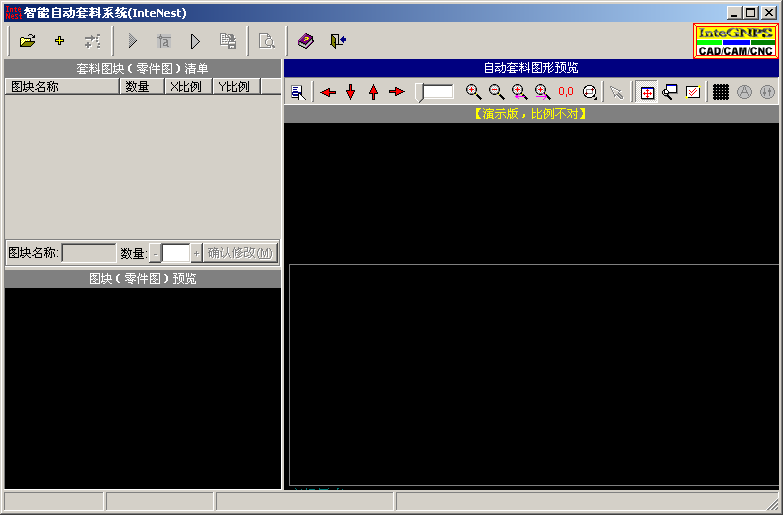 智能自动套料系统(InteNest)
InteGNPS
CAD/CAM/CNC
套料图块(零件图)清单
图块名称 数量 X比例 Y比例
图块名称: 数量: - + 确认修改(M)
图块(零件图)预览
自动套料图形预览
0,0
【演示版，比例不对】